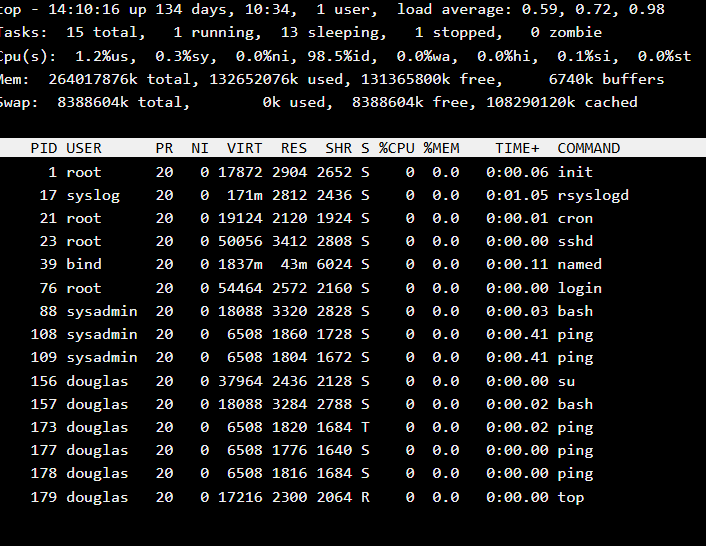 top - 14:10:16 up 134 days, 10:34,  1 user,  load average: 0.59, 0.72, 0.98
Tasks:  15 total,   1 running,  13 sleeping,   1 stopped,   0 zombie
Cpu(s):  1.2%us,  0.3%sy,  0.0%ni, 98.5%id,  0.0%wa,  0.0%hi,  0.1%si,  0.0%st
Mem:  264017876k total, 132652076k used, 131365800k free,     6740k buffers
Swap:  8388604k total,        0k used,  8388604k free, 108290120k cached
PID USER      PR  NI  VIRT  RES  SHR S %CPU %MEM    TIME+  COMMAND
1 root      20   0 17872 2904 2652 S    0  0.0   0:00.06 init
17 syslog    20   0  171m 2812 2436 S    0  0.0   0:01.05 rsyslogd
21 root      20   0 19124 2120 1924 S    0  0.0   0:00.01 cron
23 root      20   0 50056 3412 2808 S    0  0.0   0:00.00 sshd
39 bind      20   0 1837m  43m 6024 S    0  0.0   0:00.11 named
76 root      20   0 54464 2572 2160 S    0  0.0   0:00.00 login
88 sysadmin  20   0 18088 3320 2828 S    0  0.0   0:00.03 bash
108 sysadmin  20   0  6508 1860 1728 S    0  0.0   0:00.41 ping
109 sysadmin  20   0  6508 1804 1672 S    0  0.0   0:00.41 ping
156 douglas   20   0 37964 2436 2128 S    0  0.0   0:00.00 su
157 douglas   20   0 18088 3284 2788 S    0  0.0   0:00.02 bash
173 douglas   20   0  6508 1820 1684 T    0  0.0   0:00.02 ping
177 douglas   20   0  6508 1776 1640 S    0  0.0   0:00.00 ping
178 douglas   20   0  6508 1816 1684 S    0  0.0   0:00.00 ping
179 douglas   20   0 17216 2300 2064 R    0  0.0   0:00.00 top